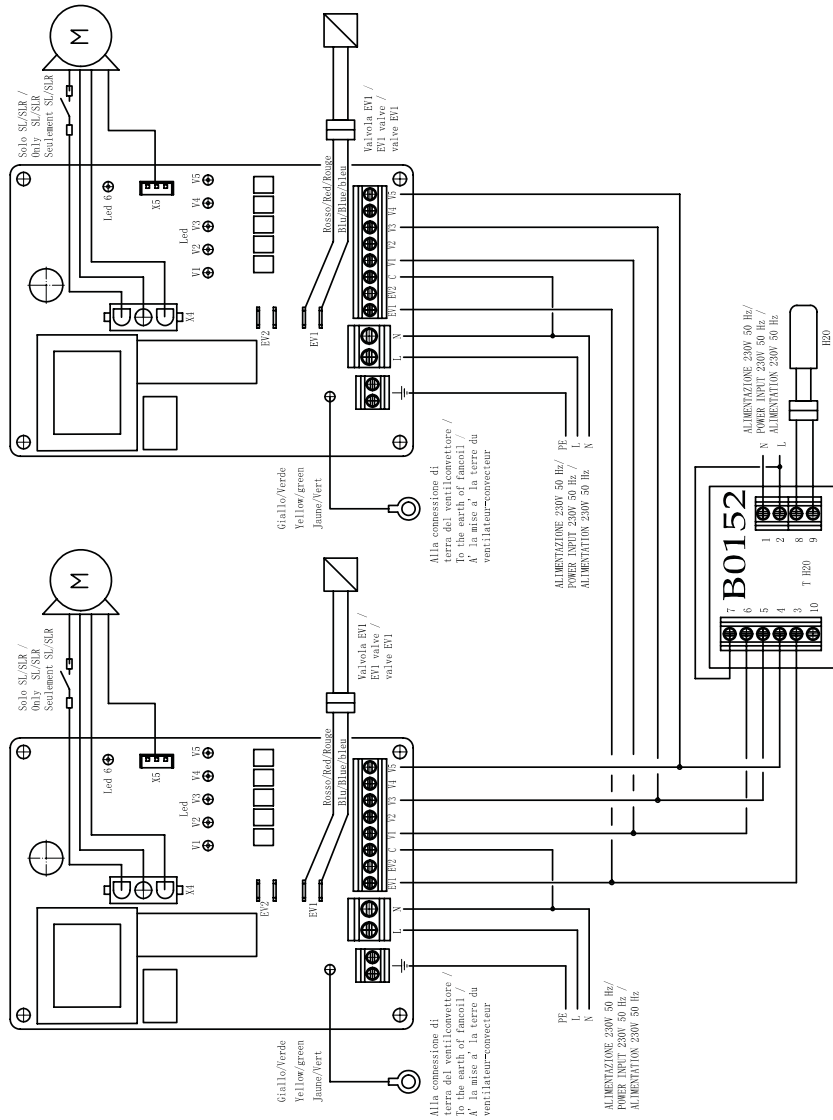 Solo SL/SLR /
Only SL/SLR
Seulement SL/SLR
M
Led 6
X5
V1 V2 V3 V4 V5
Led
X4
EV2
EV1
Rosso/Red/Rouge
Blu/Blue/bleu
Valvola EV1 /
EV1 valve /
valve EV1
L N EV1 EV2 C V1 V2 V3 V4 V5
Giallo/Verde
Yellow/green
Jaune/Vert
Alla connessione di
terra del ventilconvettore /
To the earth of fancoil /
A' la mise a' la terre du
ventilateur-convecteur
PE
L
N
ALIMENTAZIONE 230V 50 Hz/
POWER INPUT 230V 50 Hz /
ALIMENTATION 230V 50 Hz
Solo SL/SLR /
Only SL/SLR
Seulement SL/SLR
M
Led 6
X5
V1 V2 V3 V4 V5
Led
X4
EV2
EV1
Rosso/Red/Rouge
Blu/Blue/bleu
Valvola EV1 /
EV1 valve /
valve EV1
L N EV1 EV2 C V1 V2 V3 V4 V5
Giallo/Verde
Yellow/green
Jaune/Vert
Alla connessione di
terra del ventilconvettore /
To the earth of fancoil /
A' la mise a' la terre du
ventilateur-convecteur
PE
L
N
ALIMENTAZIONE 230V 50 Hz/
POWER INPUT 230V 50 Hz /
ALIMENTATION 230V 50 Hz
B0152
7 6 5 4 3 10
T H20
1 2 8 9
N
L
ALIMENTAZIONE 230V 50 Hz/
POWER INPUT 230V 50 Hz /
ALIMENTATION 230V 50 Hz
H20